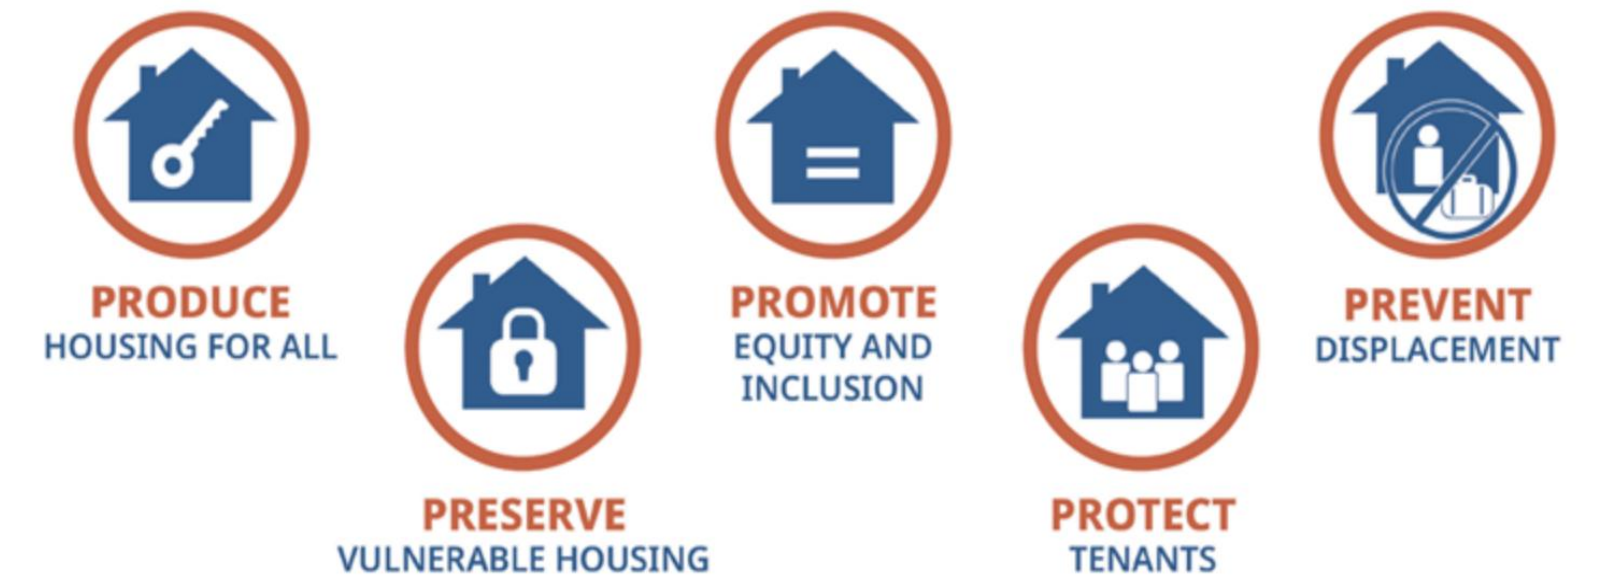 PRODUCE
HOUSING FOR ALL
PRESERVE
VULNERABLE HOUSING
PROMOTE
EQUITY AND
INCLUSION
PROTECT
TENANTS
PREVENT
DISPLACEMENT